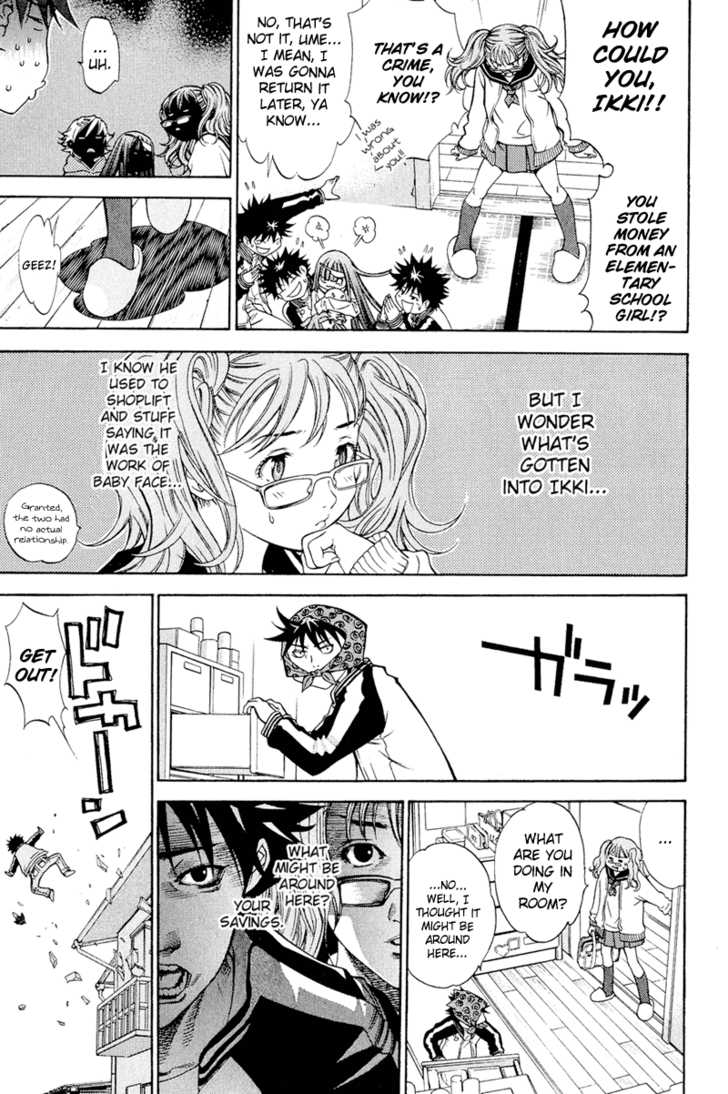 HOW
COULD
YOU,
IKKI!!
YOU
STOLE
MONEY
FROM AN
ELEMEN-
TARY
SCHOOL
GIRL!?
THAT'S A
CRIME,
YOU
KNOW!?
NO, THAT'S
NOT IT, UME...
I MEAN, I
WAS GONNA
RETURN IT
LATER, YA
KNOW...
I was
wrong
about
you!!
...
UH.
GEEZ!
BUT I
WONDER
WHAT'S
GOTTEN
INTO IKKI...
I KNOW HE
USED TO
SHOPLIFT
AND STUFF
SAYING IT
WAS THE
WORK OF
BABY FACE...
Granted,
the two had
no actual
relationship.
ガラッ
...
WHAT
ARE YOU
DOING IN
MY
ROOM?
...NO...
WELL, I
THOUGHT IT
MIGHT BE
AROUND
HERE...
WHAT
MIGHT BE
AROUND
HERE?
YOUR
SAVINGS.
GET
OUT!